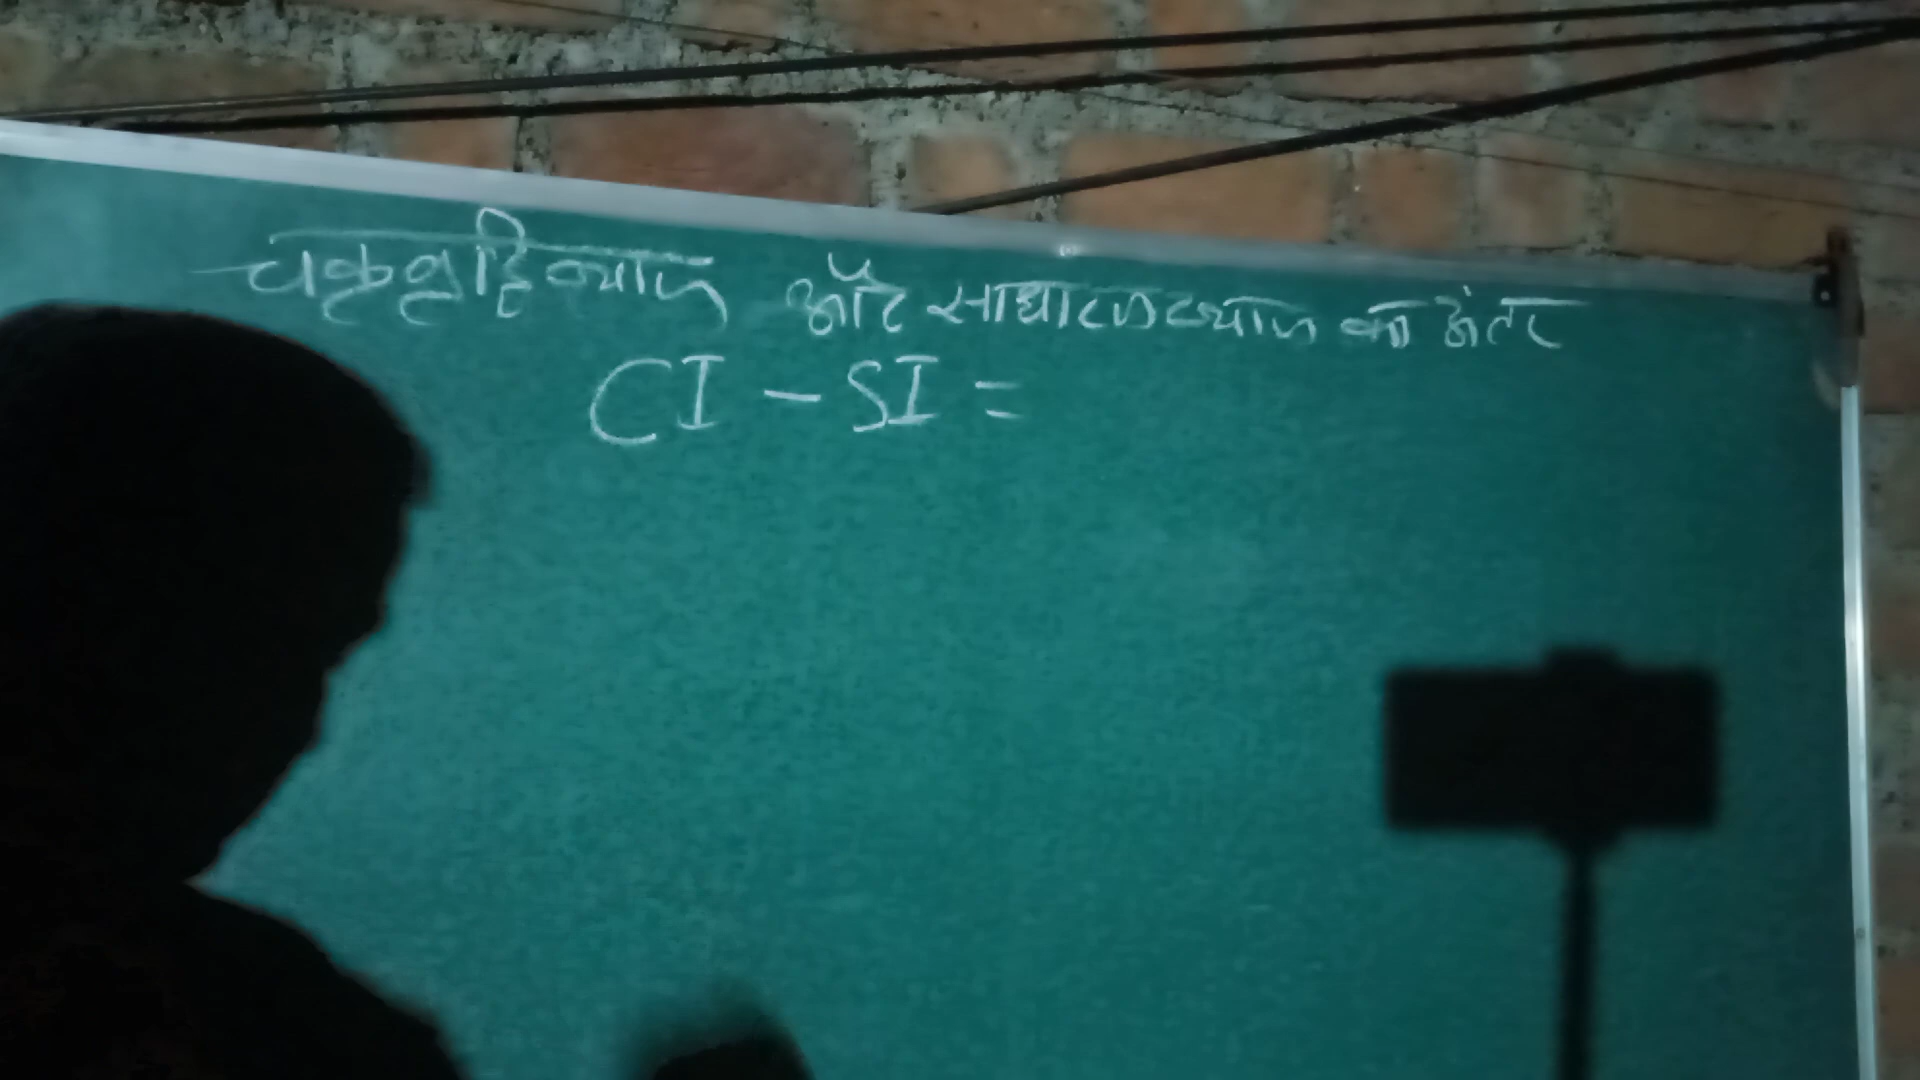 चक्रवृद्धि ब्याज और साधारण ब्याज का अंतर
CI - SI =